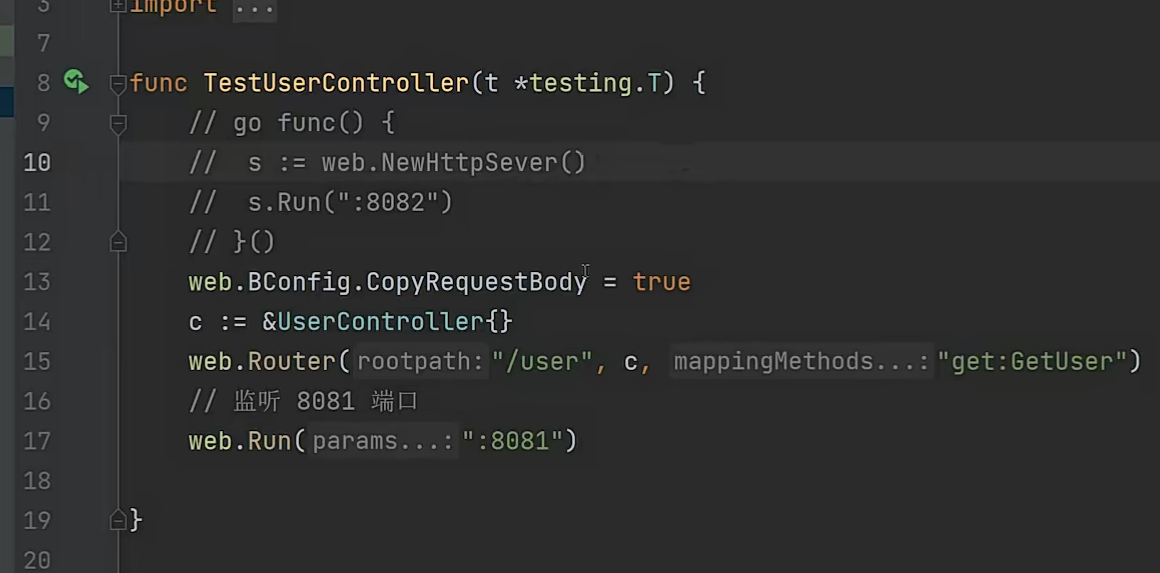 3 import ...
7
8 func TestUserController(t *testing.T) {
9 // go func() {
10 //  s := web.NewHttpSever()
11 //  s.Run(":8082")
12 // }()
13 web.BConfig.CopyRequestBody = true
14 c := &UserController{}
15 web.Router( rootpath: "/user", c, mappingMethods...: "get:GetUser")
16 // 监听 8081 端口
17 web.Run( params...: ":8081")
18
19 }
20